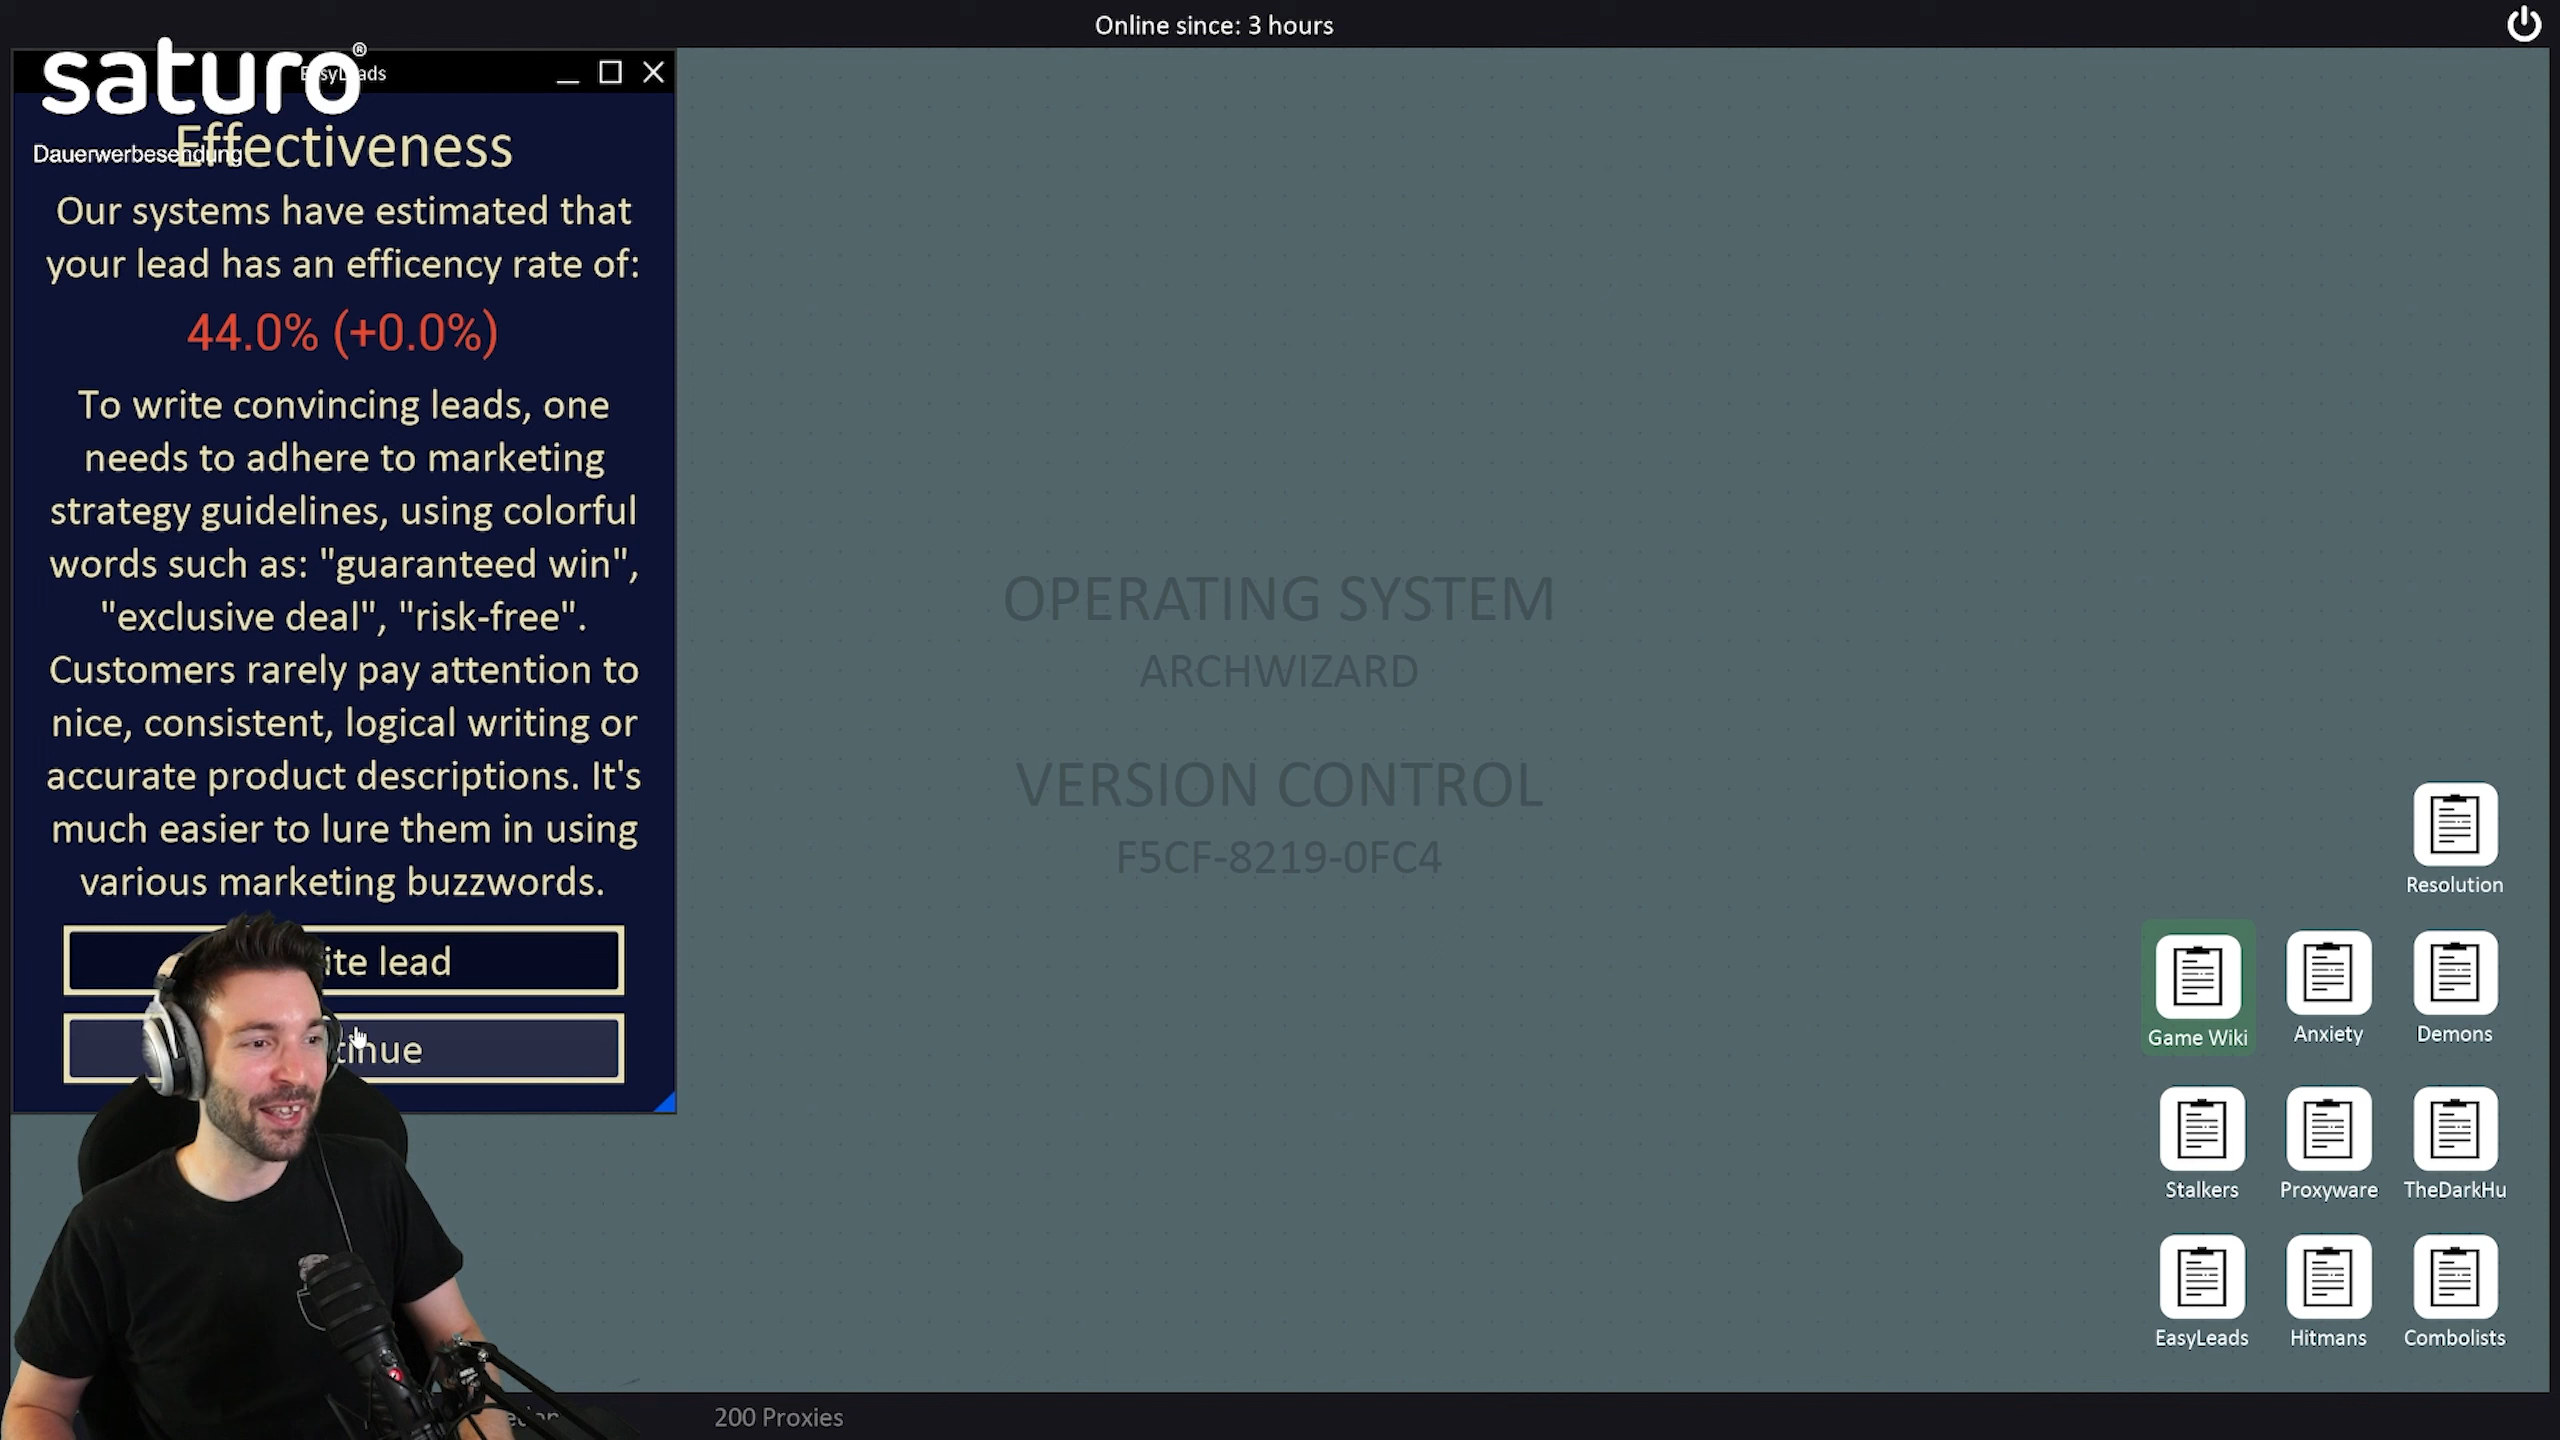 Online since: 3 hours
saturo®
Dauerwerbesendung
Effectiveness
Our systems have estimated that
your lead has an efficency rate of:
44.0% (+0.0%)
To write convincing leads, one
needs to adhere to marketing
strategy guidelines, using colorful
words such as: "guaranteed win",
"exclusive deal", "risk-free".
Customers rarely pay attention to
nice, consistent, logical writing or
accurate product descriptions. It's
much easier to lure them in using
various marketing buzzwords.
lead
OPERATING SYSTEM
ARCHWIZARD
VERSION CONTROL
F5CF-8219-0FC4
Resolution
Game Wiki
Anxiety
Demons
Stalkers
Proxyware
TheDarkHu
EasyLeads
Hitmans
Combolists
200 Proxies